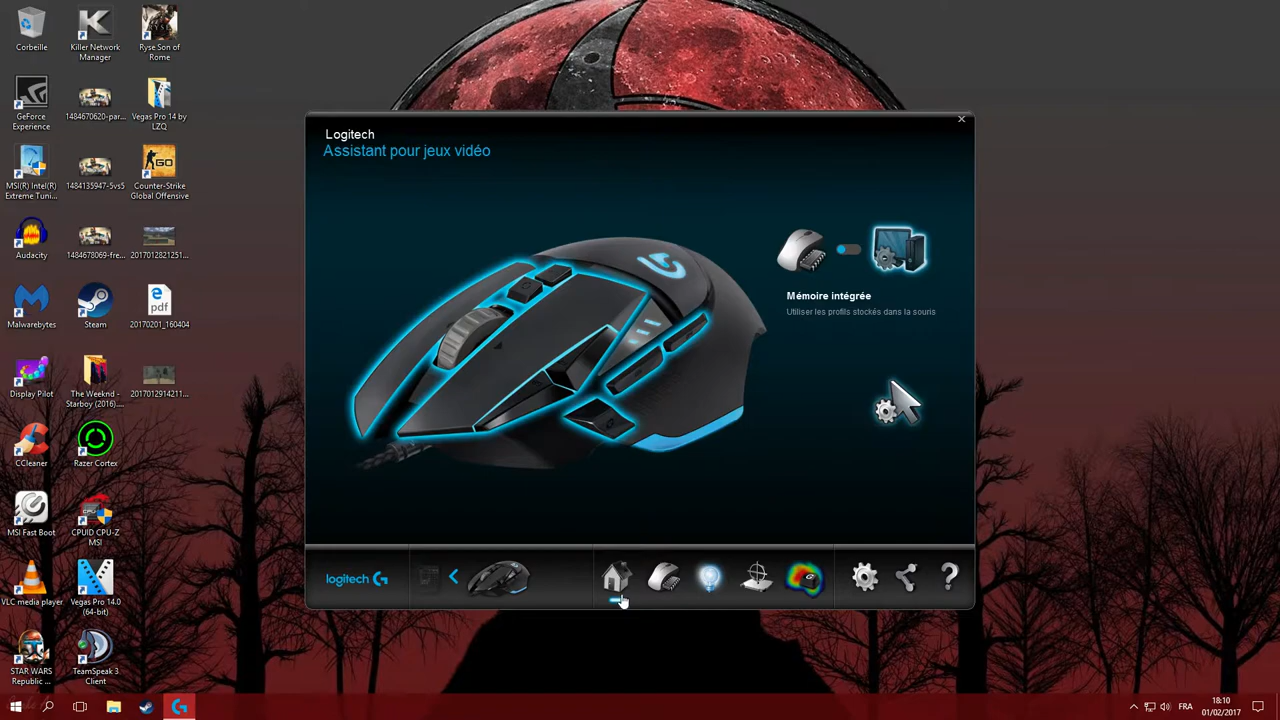 Corbeille
Killer Network
Manager
Ryse Son of
Rome
GeForce
Experience
1484670620-par...
Vegas Pro 14 by
LZQ
MSI(R) Intel(R)
Extreme Tuni...
1484135947-5vs5
Counter-Strike
Global Offensive
Audacity
1484678069-fre...
2017012821251...
Malwarebytes
Steam
pdf
20170201_160404
Display Pilot
The Weeknd -
Starboy (2016)....
2017012914211...
CCleaner
Razer Cortex
MSI Fast Boot
CPUID CPU-Z
MSI
VLC media player
Vegas Pro 14.0
(64-bit)
STAR WARS
Republic ...
TeamSpeak 3
Client
Logitech
Assistant pour jeux vidéo
Mémoire intégrée
Utiliser les profils stockés dans la souris
logitech G
FRA
18:10
01/02/2017